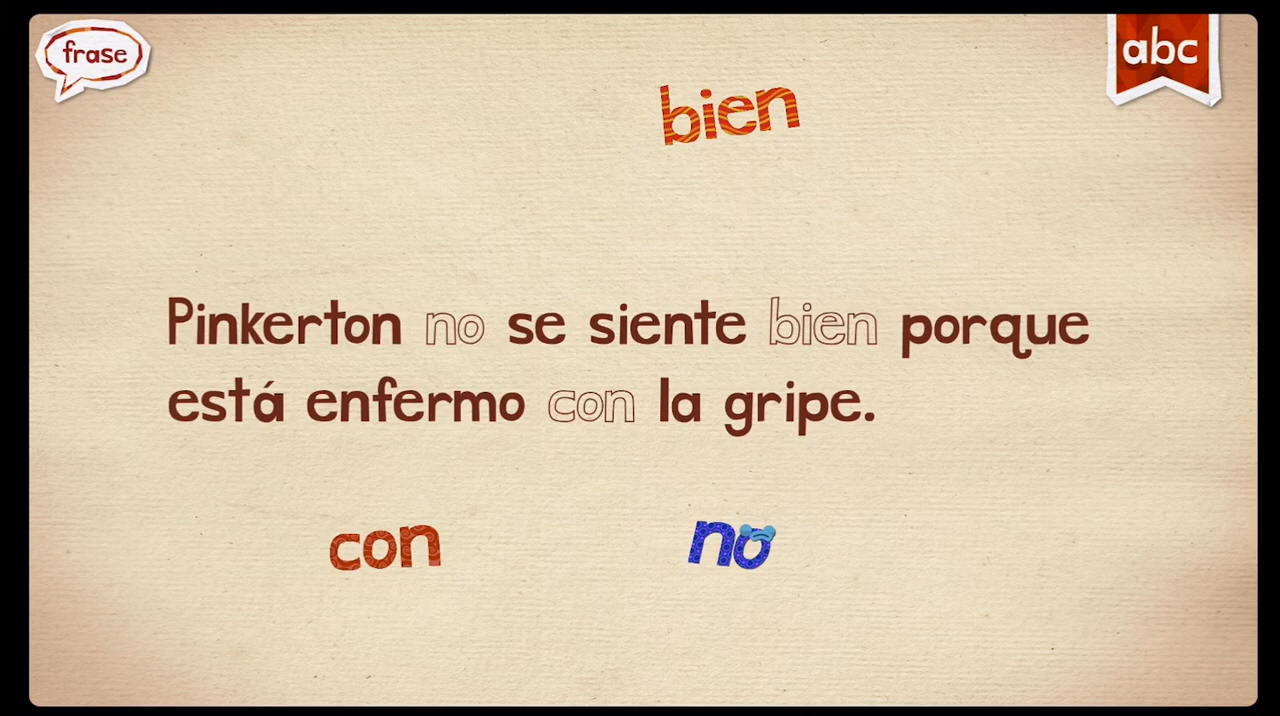 frase
abc
bien
Pinkerton no se siente bien porque
está enfermo con la gripe.
con
no